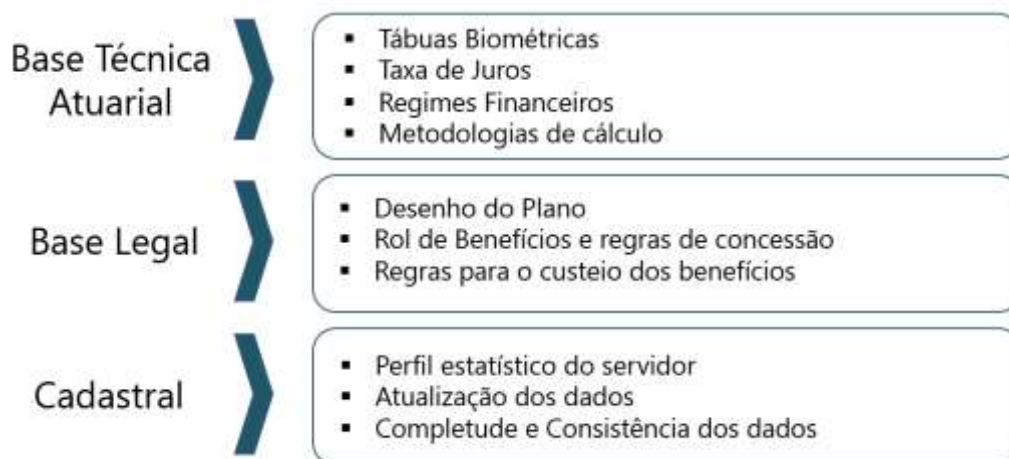 Base Técnica
Atuarial
▪ Tábuas Biométricas
▪ Taxa de Juros
▪ Regimes Financeiros
▪ Metodologias de cálculo
Base Legal
▪ Desenho do Plano
▪ Rol de Benefícios e regras de concessão
▪ Regras para o custeio dos benefícios
Cadastral
▪ Perfil estatístico do servidor
▪ Atualização dos dados
▪ Completude e Consistência dos dados